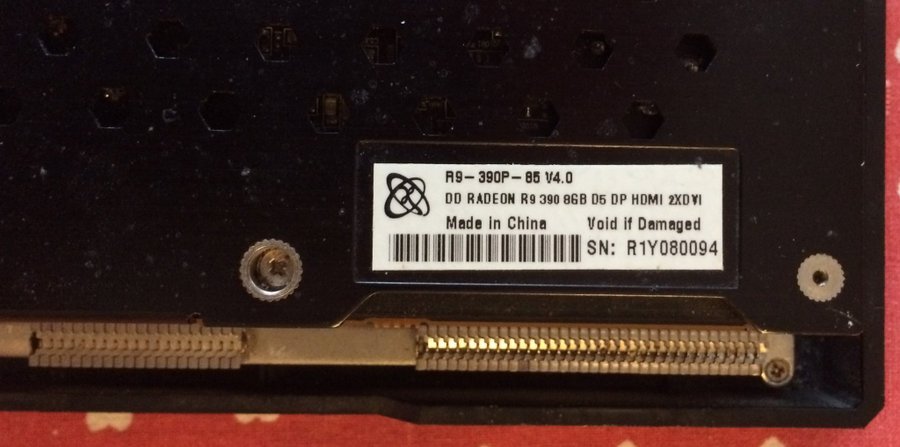 R9-390P-85 V4.0
DD RADEON R9 390 8GB D5 DP HDMI 2XDVI
Made in China Void if Damaged
SN: R1Y080094